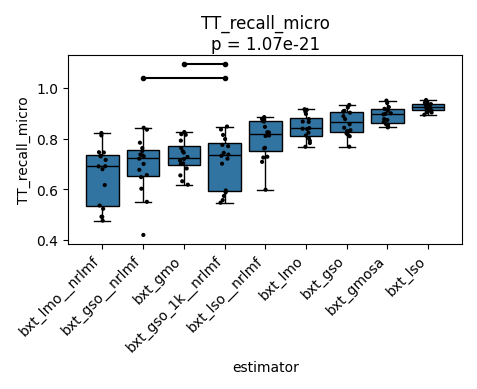 TT_recall_micro
p = 1.07e-21
TT_recall_micro
1.0
0.8
0.6
0.4
bxt_lmo__nrlmf
bxt_gso__nrlmf
bxt_gmo
bxt_gso_1k__nrlmf
bxt_lso__nrlmf
bxt_lmo
bxt_gso
bxt_gmosa
bxt_lso
estimator